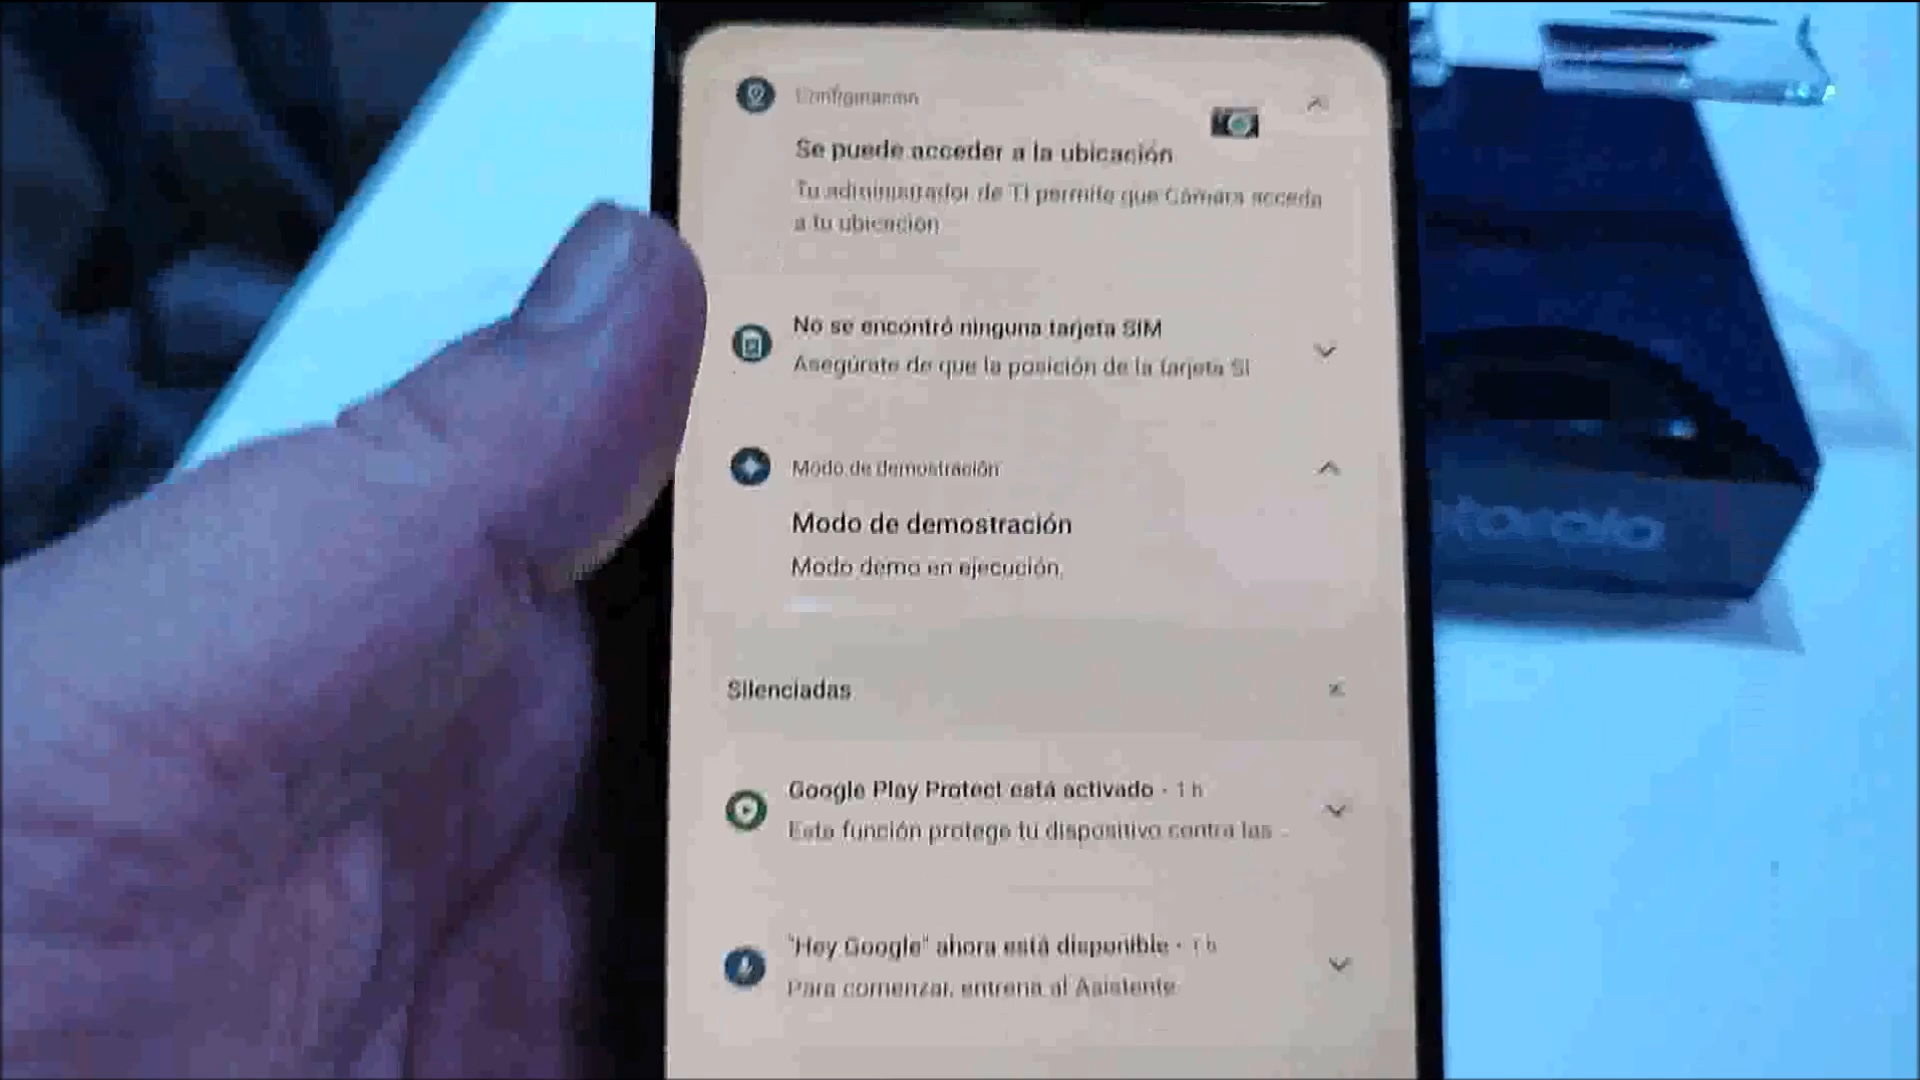 Configuración
Se puede acceder a la ubicación
Tu administrador de TI permite que Cámara acceda
a tu ubicación
No se encontró ninguna tarjeta SIM
Asegúrate de que la posición de la tarjeta SI
Modo de demostración
Modo de demostración
Modo demo en ejecución.
torola
Silenciadas
Google Play Protect está activado · 1 h
Esta función protege tu dispositivo contra las
"Hey Google" ahora está disponible · 1 h
Para comenzar, entrena al Asistente